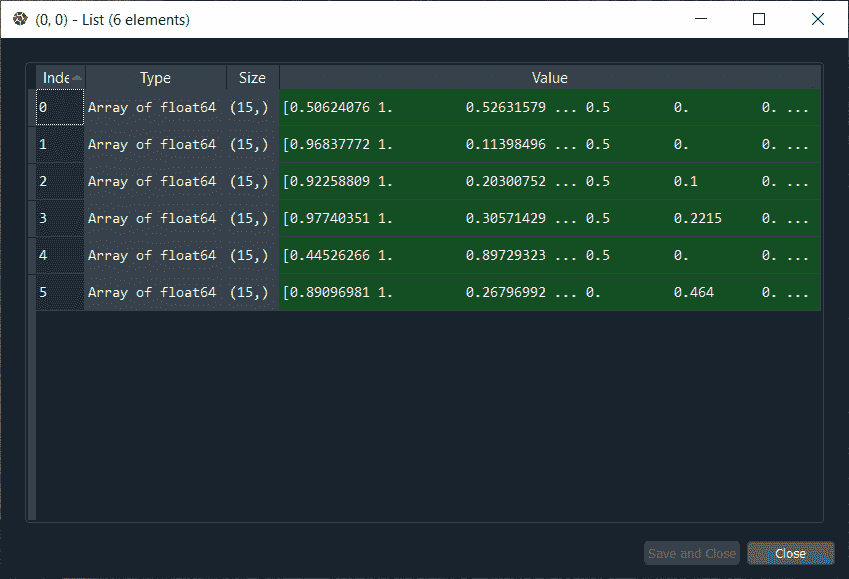 (0, 0) - List (6 elements)
Inde Type Size Value
0 Array of float64 (15,) [0.50624076 1. 0.52631579 ... 0.5 0. 0. ...
1 Array of float64 (15,) [0.96837772 1. 0.11398496 ... 0.5 0. 0. ...
2 Array of float64 (15,) [0.92258809 1. 0.20300752 ... 0.5 0.1 0. ...
3 Array of float64 (15,) [0.97740351 1. 0.30571429 ... 0.5 0.2215 0. ...
4 Array of float64 (15,) [0.44526266 1. 0.89729323 ... 0.5 0. 0. ...
5 Array of float64 (15,) [0.89096981 1. 0.26796992 ... 0. 0.464 0. ...
Save and Close Close